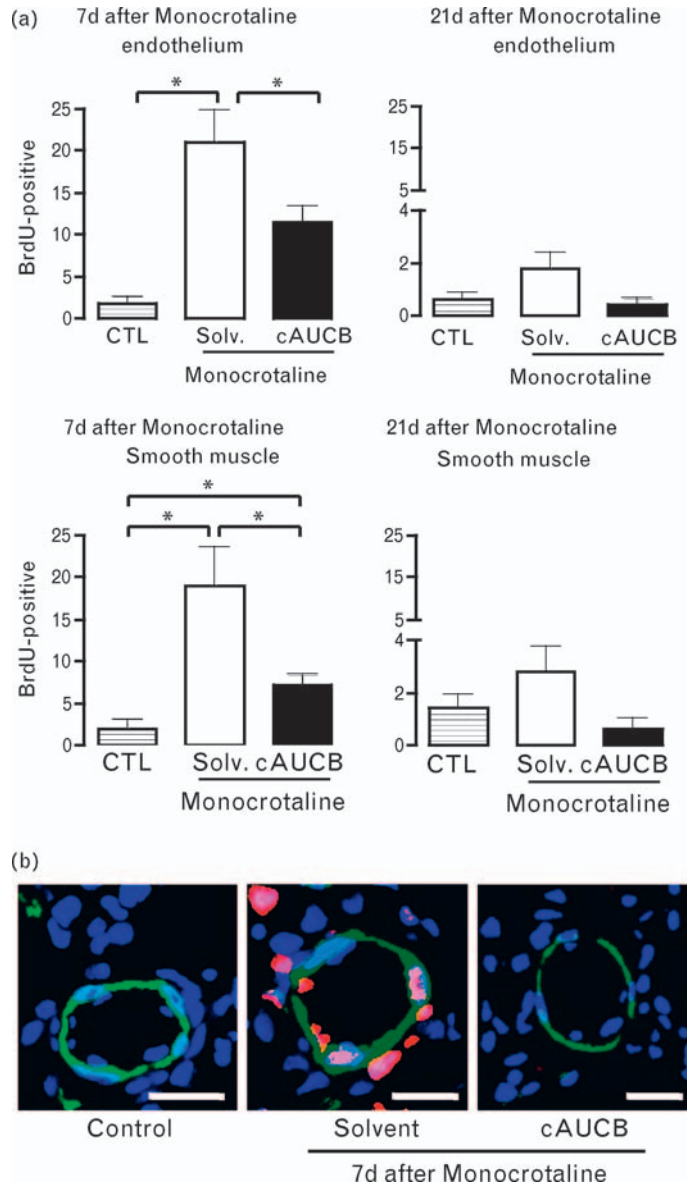 (a)
7d after Monocrotaline
endothelium
21d after Monocrotaline
endothelium
BrdU-positive
25
20
15
10
5
0
CTL
Solv.
cAUCB
Monocrotaline
*
*
25
15
5
4
2
0
CTL
Solv.
cAUCB
Monocrotaline
7d after Monocrotaline
Smooth muscle
21d after Monocrotaline
Smooth muscle
BrdU-positive
25
20
15
10
5
0
CTL
Solv. cAUCB
Monocrotaline
*
*
*
25
15
5
4
2
0
CTL
Solv. cAUCB
Monocrotaline
(b)
Control
Solvent
cAUCB
7d after Monocrotaline